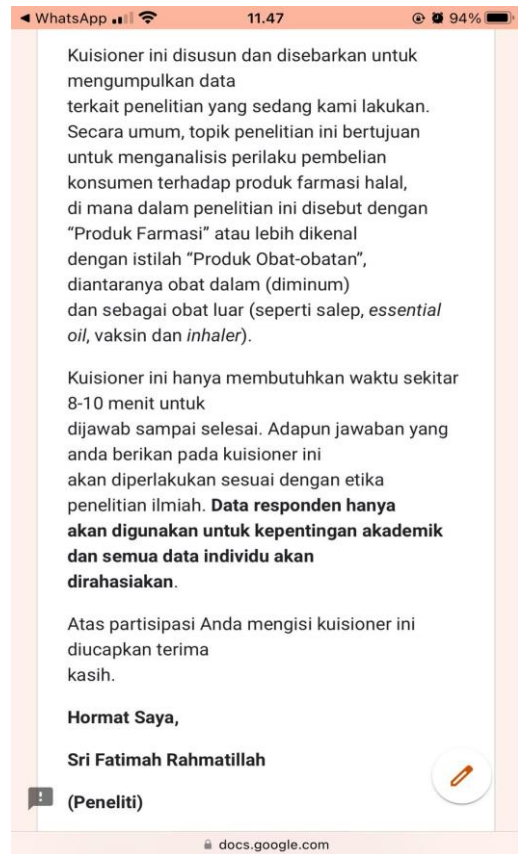 WhatsApp
11.47
94%
Kuisioner ini disusun dan disebarkan untuk
mengumpulkan data
terkait penelitian yang sedang kami lakukan.
Secara umum, topik penelitian ini bertujuan
untuk menganalisis perilaku pembelian
konsumen terhadap produk farmasi halal,
di mana dalam penelitian ini disebut dengan
“Produk Farmasi” atau lebih dikenal
dengan istilah “Produk Obat-obatan”,
diantaranya obat dalam (diminum)
dan sebagai obat luar (seperti salep, essential
oil, vaksin dan inhaler).
Kuisioner ini hanya membutuhkan waktu sekitar
8-10 menit untuk
dijawab sampai selesai. Adapun jawaban yang
anda berikan pada kuisioner ini
akan diperlakukan sesuai dengan etika
penelitian ilmiah. Data responden hanya
akan digunakan untuk kepentingan akademik
dan semua data individu akan
dirahasiakan.
Atas partisipasi Anda mengisi kuisioner ini
diucapkan terima
kasih.
Hormat Saya,
Sri Fatimah Rahmatillah
(Peneliti)
docs.google.com